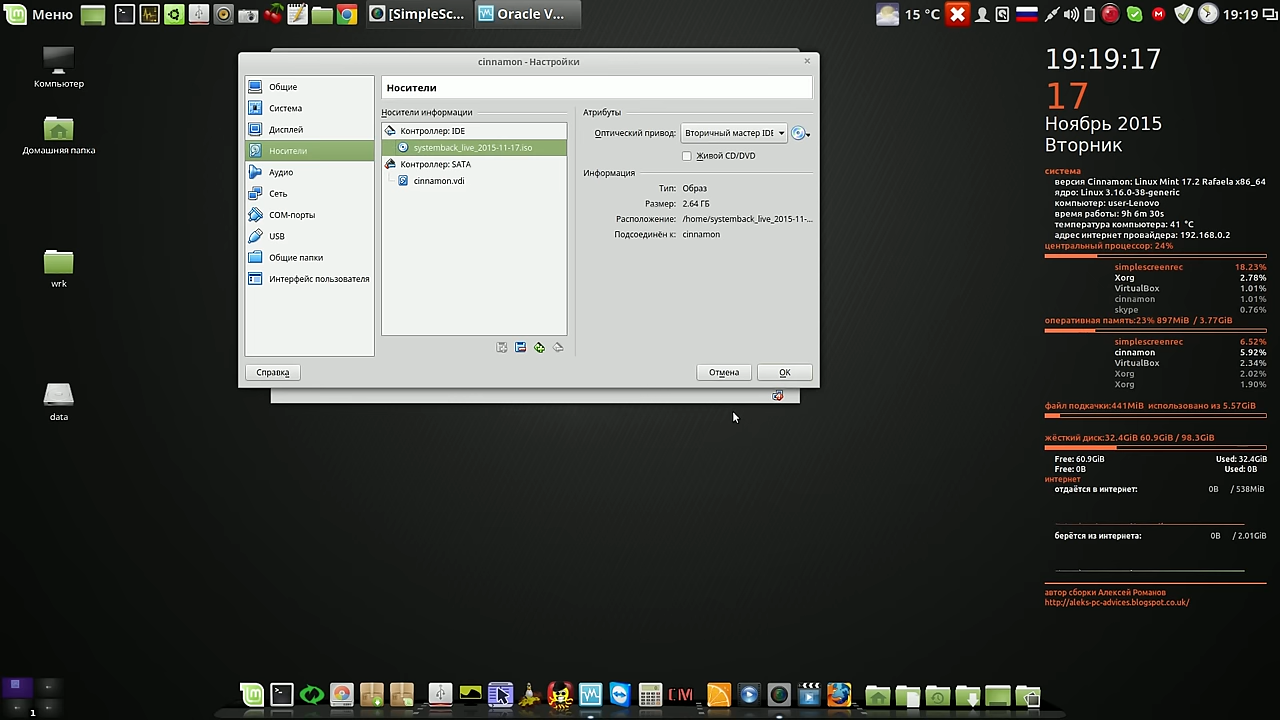 Меню
[SimpleSc...
Oracle V...
15 °C
19:19
Компьютер
Домашняя папка
wrk
data
cinnamon - Настройки
Общие
Система
Дисплей
Носители
Аудио
Сеть
COM-порты
USB
Общие папки
Интерфейс пользователя
Носители
Носители информации
Контроллер: IDE
systemback_live_2015-11-17.iso
Контроллер: SATA
cinnamon.vdi
Атрибуты
Оптический привод: Вторичный мастер IDE
Живой CD/DVD
Информация
Тип: Образ
Размер: 2.64 ГБ
Расположение: /home/systemback_live_2015-11-...
Подсоединён к: cinnamon
Справка
Отмена
OK
19:19:17
17
Ноябрь 2015
Вторник
система
версия Cinnamon: Linux Mint 17.2 Rafaela x86_64
ядро: Linux 3.16.0-38-generic
компьютер: user-Lenovo
время работы: 9h 6m 30s
температура компьютера: 41 °C
адрес интернет провайдера: 192.168.0.2
центральный процессор: 24%
simplescreenrec 18.23%
Xorg 2.78%
VirtualBox 1.01%
cinnamon 1.01%
skype 0.76%
оперативная память:23% 897MiB / 3.77GiB
simplescreenrec 6.52%
cinnamon 5.92%
VirtualBox 2.34%
Xorg 2.02%
Xorg 1.90%
файл подкачки:441MiB использовано из 5.57GiB
жёсткий диск:32.4GiB 60.9GiB / 98.3GiB
Free: 60.9GiB Used: 32.4GiB
Free: 0B Used: 0B
интернет
отдаётся в интернет: 0B / 538MiB
берётся из интернета: 0B / 2.01GiB
автор сборки Алексей Романов
http://aleks-pc-advices.blogspot.co.uk/
1
CM